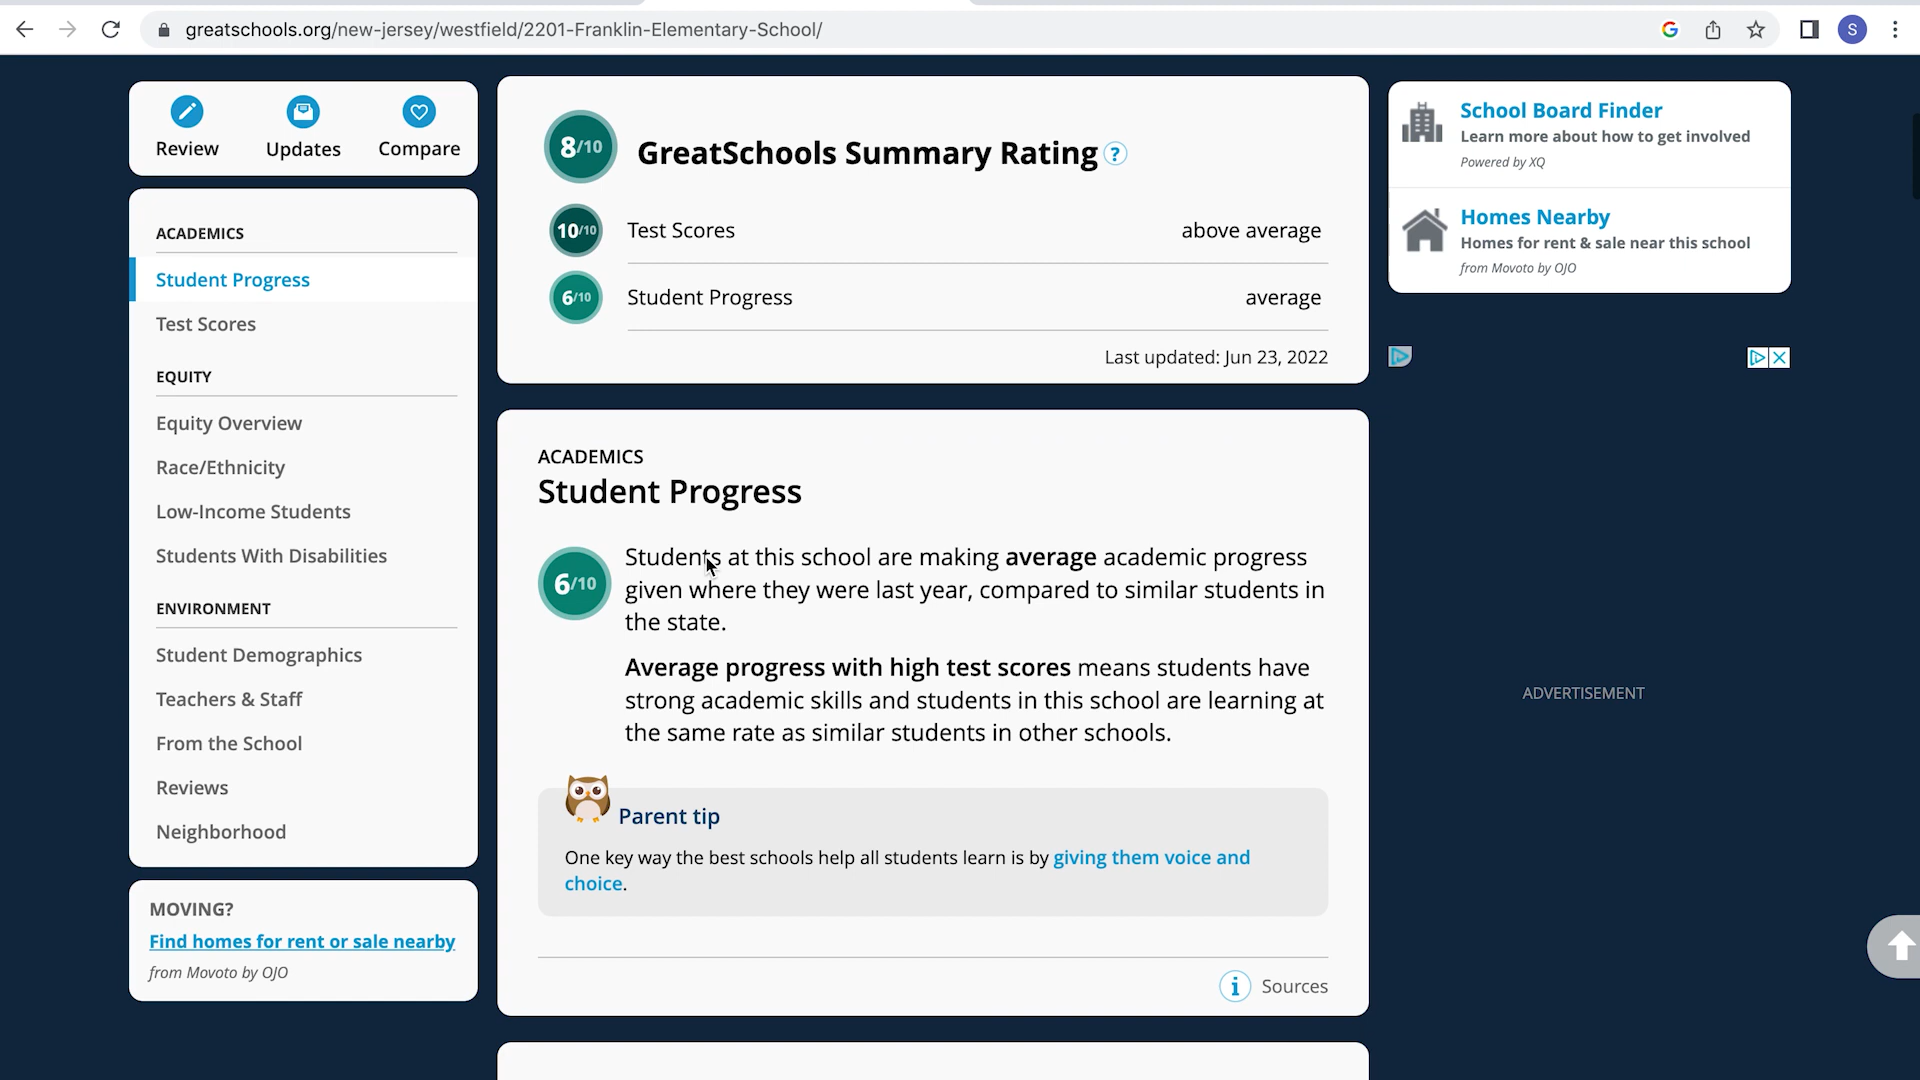 greatschools.org/new-jersey/westfield/2201-Franklin-Elementary-School/
S
Review
Updates
Compare
ACADEMICS
Student Progress
Test Scores
EQUITY
Equity Overview
Race/Ethnicity
Low-Income Students
Students With Disabilities
ENVIRONMENT
Student Demographics
Teachers & Staff
From the School
Reviews
Neighborhood
MOVING?
Find homes for rent or sale nearby
from Movoto by OJO
8/10
GreatSchools Summary Rating ?
10/10 Test Scores above average
6/10 Student Progress average
Last updated: Jun 23, 2022
ACADEMICS
Student Progress
6/10
Students at this school are making average academic progress
given where they were last year, compared to similar students in
the state.
Average progress with high test scores means students have
strong academic skills and students in this school are learning at
the same rate as similar students in other schools.
Parent tip
One key way the best schools help all students learn is by giving them voice and
choice.
i Sources
School Board Finder
Learn more about how to get involved
Powered by XQ
Homes Nearby
Homes for rent & sale near this school
from Movoto by OJO
ADVERTISEMENT